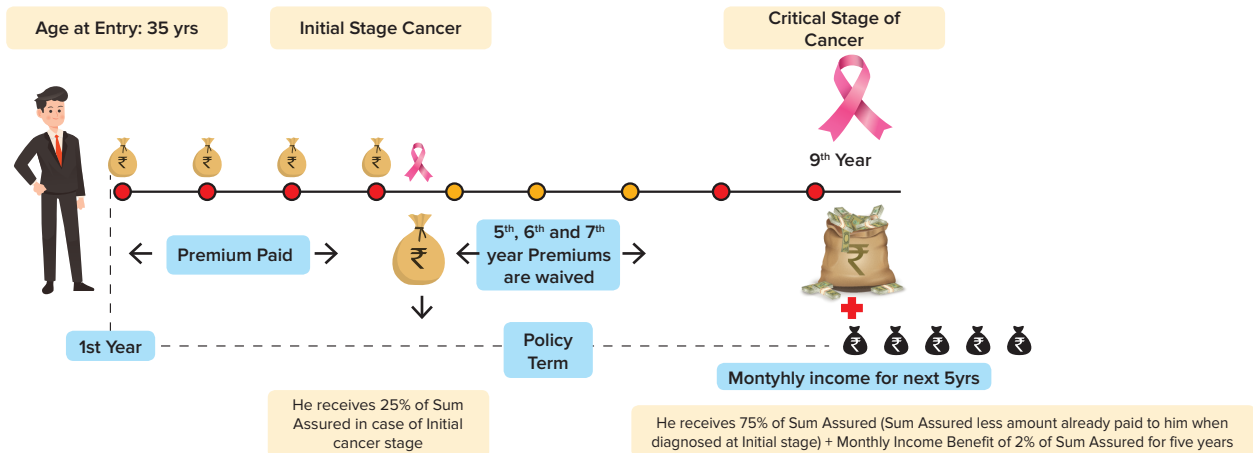 Age at Entry: 35 yrs
Initial Stage Cancer
Critical Stage of
Cancer
9th Year
₹
₹
₹
₹
₹
₹
Premium Paid
5th, 6th and 7th
year Premiums
are waived
1st Year
Policy
Term
₹
₹
₹
₹
₹
Montyhly income for next 5yrs
He receives 25% of Sum
Assured in case of Initial
cancer stage
He receives 75% of Sum Assured (Sum Assured less amount already paid to him when
diagnosed at Initial stage) + Monthly Income Benefit of 2% of Sum Assured for five years